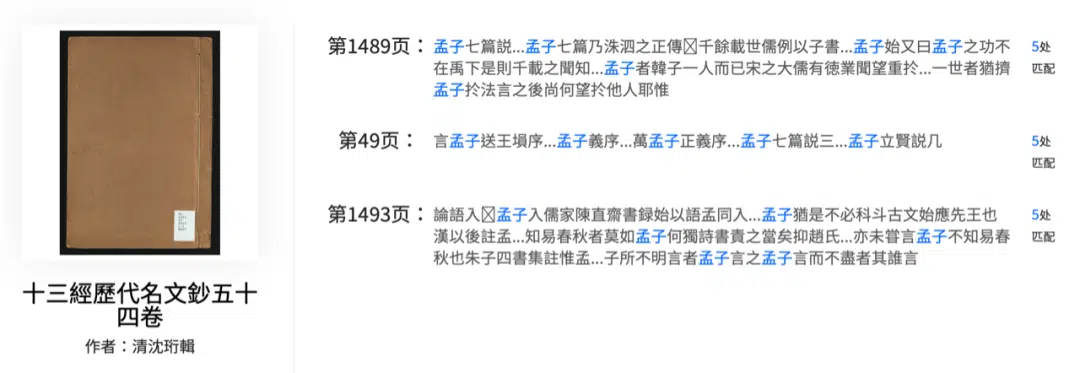 十三經歷代名文鈔五十
四卷
作者：清沈珩輯
第1489页：
孟子七篇説...孟子七篇乃洙泗之正傳〼千餘載世儒例以子書...孟子始又曰孟子之功不
在禹下是則千載之聞知...孟子者韓子一人而已宋之大儒有徳業聞望重扵...一世者猶擠
孟子扵法言之後尚何望扵他人耶惟
5处
匹配
第49页：
言孟子送王塤序...孟子義序...萬孟子正義序...孟子七篇説三...孟子立賢説几
5处
匹配
第1493页：
論語入〼孟子入儒家陳直齋書録始以語孟同入...孟子猶是不必科斗古文始應先王也
漢以後註孟...知易春秋者莫如孟子何獨詩書責之當矣抑趙氏...亦未甞言孟子不知易春
秋也朱子四書集註惟孟...子所不明言者孟子言之孟子言而不盡者其誰言
5处
匹配